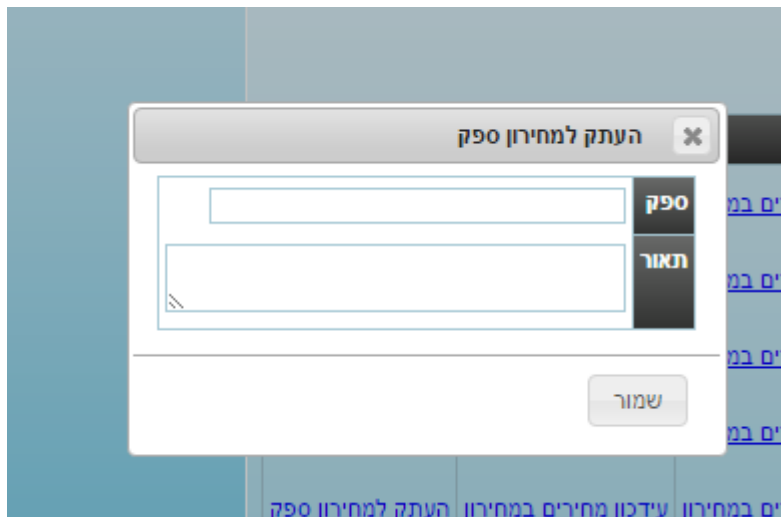 העתק למחירון ספק
ספק
תאור
שמור
עידכון מחירים במחירון
העתק למחירון ספק